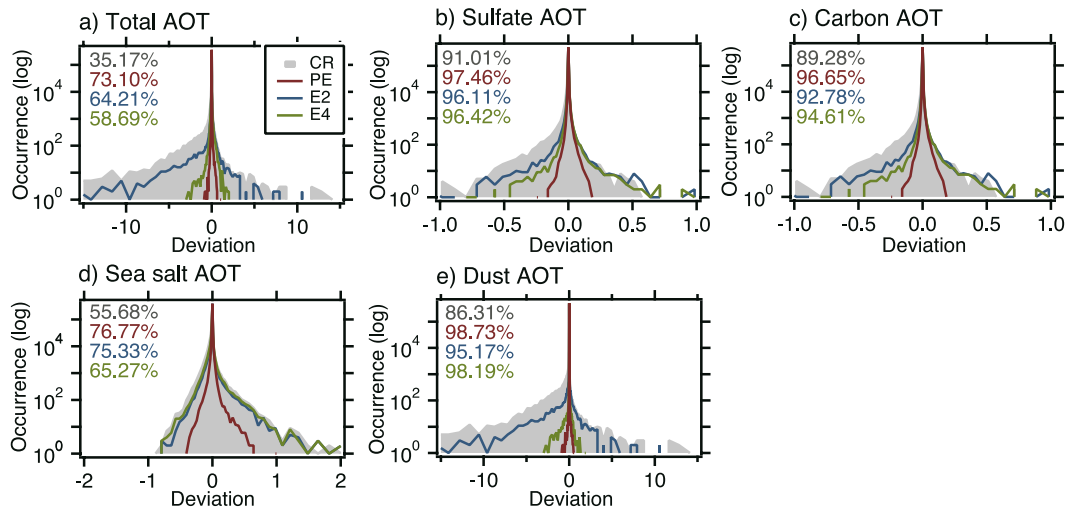 a) Total AOT
Occurrence (log)
10^4
10^2
10^0
35.17%
73.10%
64.21%
58.69%
CR
PE
E2
E4
-10 0 10
Deviation
b) Sulfate AOT
Occurrence (log)
10^4
10^2
10^0
91.01%
97.46%
96.11%
96.42%
-1.0 -0.5 0.0 0.5 1.0
Deviation
c) Carbon AOT
Occurrence (log)
10^4
10^2
10^0
89.28%
96.65%
92.78%
94.61%
-1.0 -0.5 0.0 0.5 1.0
Deviation
d) Sea salt AOT
Occurrence (log)
10^4
10^2
10^0
55.68%
76.77%
75.33%
65.27%
-2 -1 0 1 2
Deviation
e) Dust AOT
Occurrence (log)
10^4
10^2
10^0
86.31%
98.73%
95.17%
98.19%
-10 0 10
Deviation